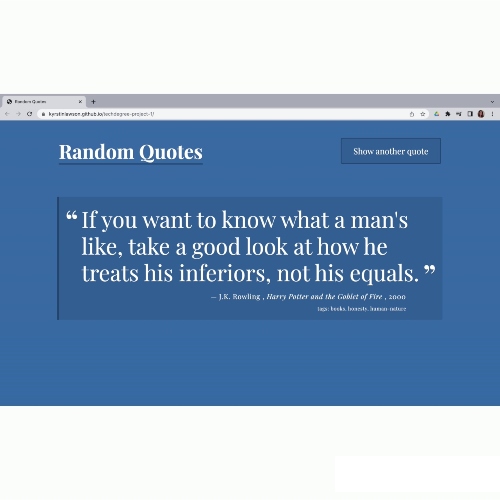 Random Quotes
kyrstinlawson.github.io/techdegree-project-1/
Random Quotes
Show another quote
“ If you want to know what a man's
like, take a good look at how he
treats his inferiors, not his equals. ”
— J.K. Rowling , Harry Potter and the Goblet of Fire , 2000
tags: books, honesty, human-nature